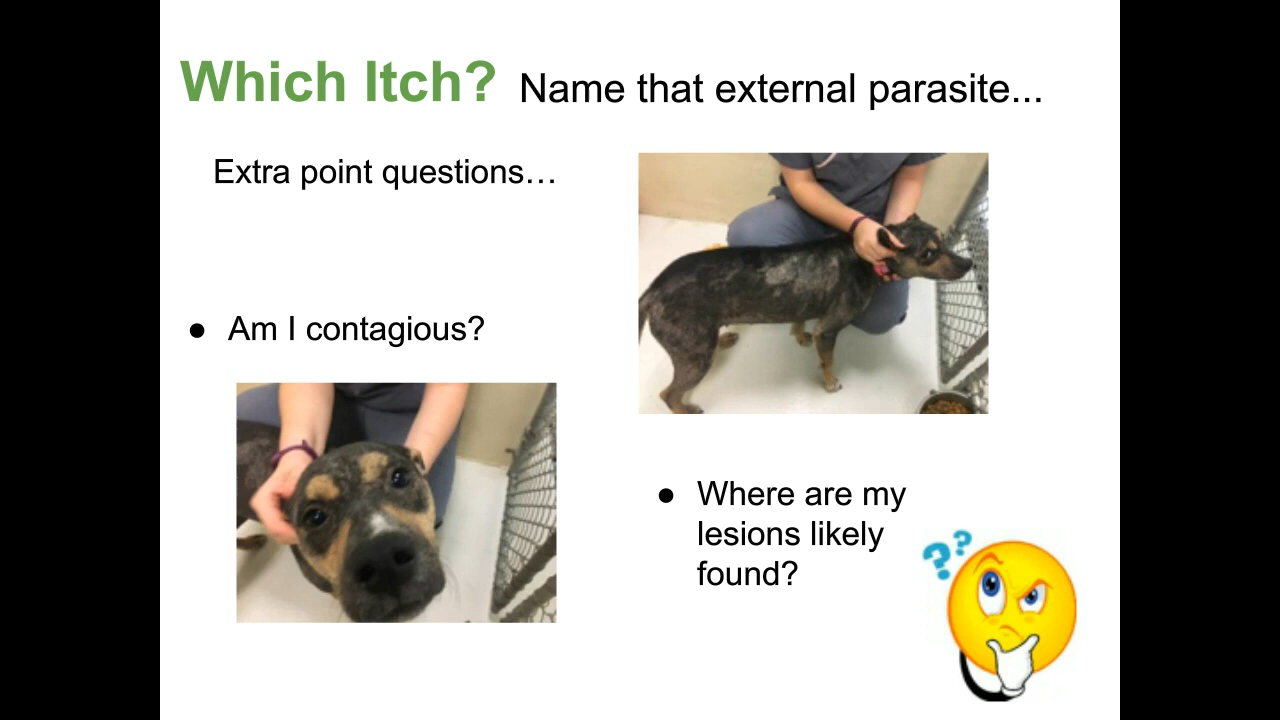 Which Itch? Name that external parasite...
Extra point questions…
● Am I contagious?
● Where are my
lesions likely
found?
??